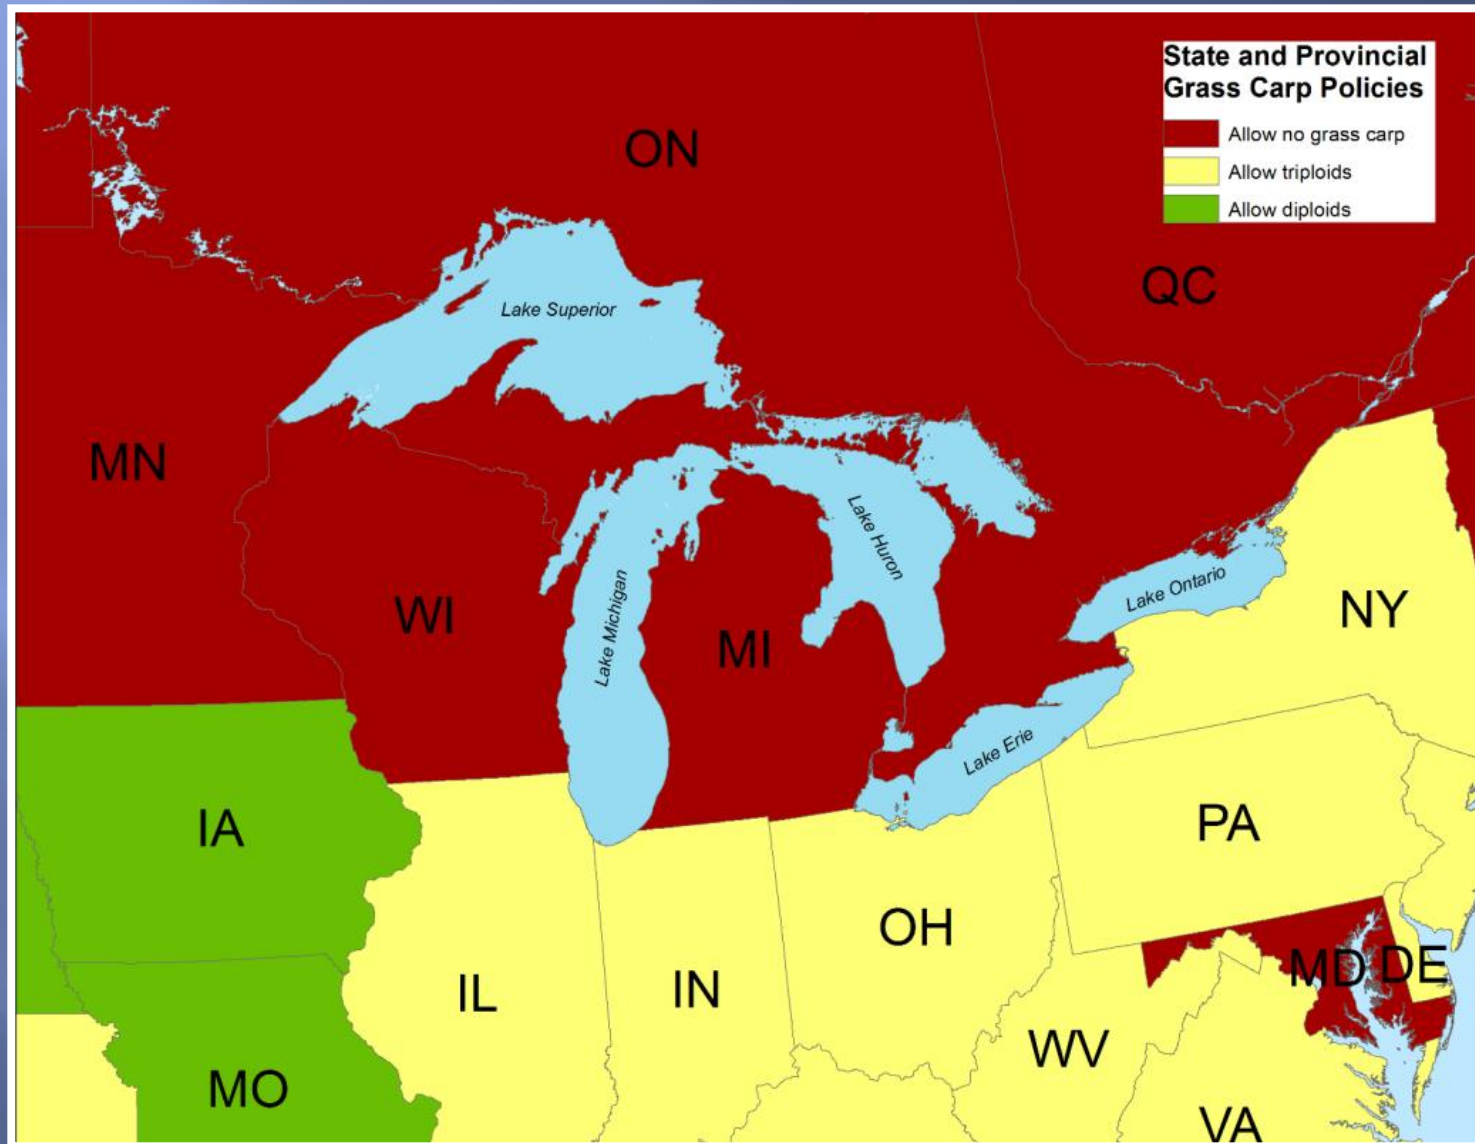 State and Provincial
Grass Carp Policies
Allow no grass carp
Allow triploids
Allow diploids
ON
QC
Lake Superior
MN
Lake Huron
WI
Lake Michigan
MI
Lake Ontario
NY
Lake Erie
IA
PA
OH
MD
DE
IL
IN
WV
MO
VA